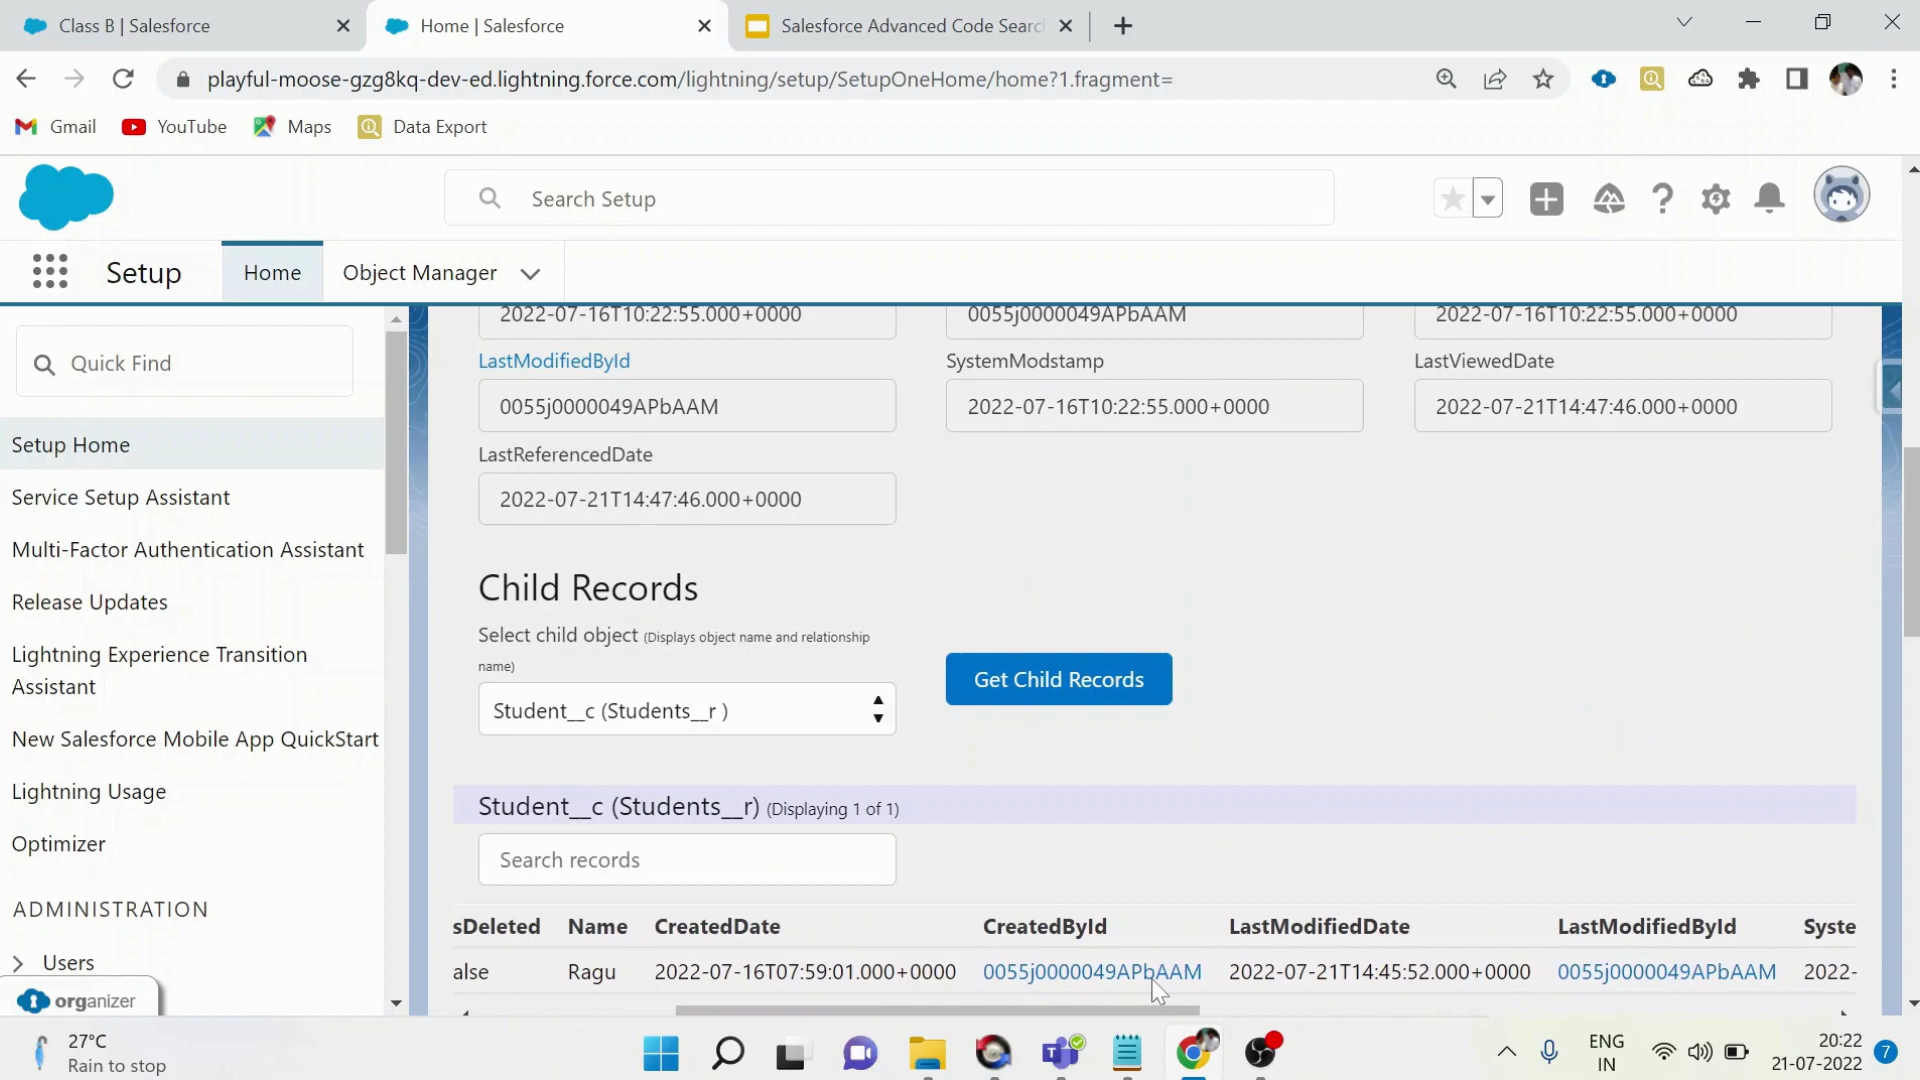 Class B | Salesforce
Home | Salesforce
Salesforce Advanced Code Searc
playful-moose-gzg8kq-dev-ed.lightning.force.com/lightning/setup/SetupOneHome/home?1.fragment=
Gmail
YouTube
Maps
Data Export
Search Setup
Setup
Home
Object Manager
Quick Find
Setup Home
Service Setup Assistant
Multi-Factor Authentication Assistant
Release Updates
Lightning Experience Transition
Assistant
New Salesforce Mobile App QuickStart
Lightning Usage
Optimizer
ADMINISTRATION
Users
organizer
2022-07-16T10:22:55.000+0000
0055j0000049APbAAM
2022-07-16T10:22:55.000+0000
LastModifiedById
SystemModstamp
LastViewedDate
0055j0000049APbAAM
2022-07-16T10:22:55.000+0000
2022-07-21T14:47:46.000+0000
LastReferencedDate
2022-07-21T14:47:46.000+0000
Child Records
Select child object (Displays object name and relationship
name)
Student__c (Students__r )
Get Child Records
Student__c (Students__r) (Displaying 1 of 1)
Search records
sDeleted Name CreatedDate CreatedById LastModifiedDate LastModifiedById Syste
alse Ragu 2022-07-16T07:59:01.000+0000 0055j0000049APbAAM 2022-07-21T14:45:52.000+0000 0055j0000049APbAAM 2022-
27°C
Rain to stop
ENG
IN
20:22
21-07-2022
7